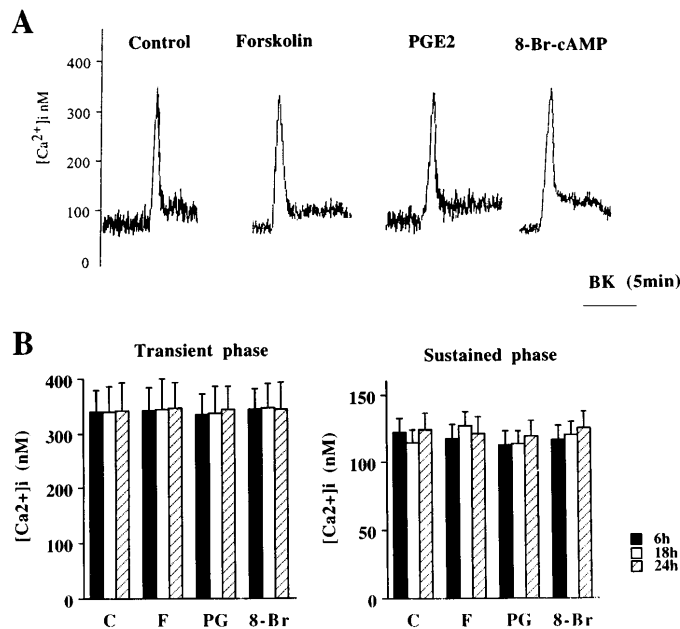 A
Control Forskolin PGE2 8-Br-cAMP
[Ca2+]i nM
400
300
200
100
0
BK (5min)
B
Transient phase
[Ca2+]i (nM)
400
300
200
100
0
C F PG 8-Br
Sustained phase
[Ca2+]i (nM)
150
100
50
0
C F PG 8-Br
6h
18h
24h